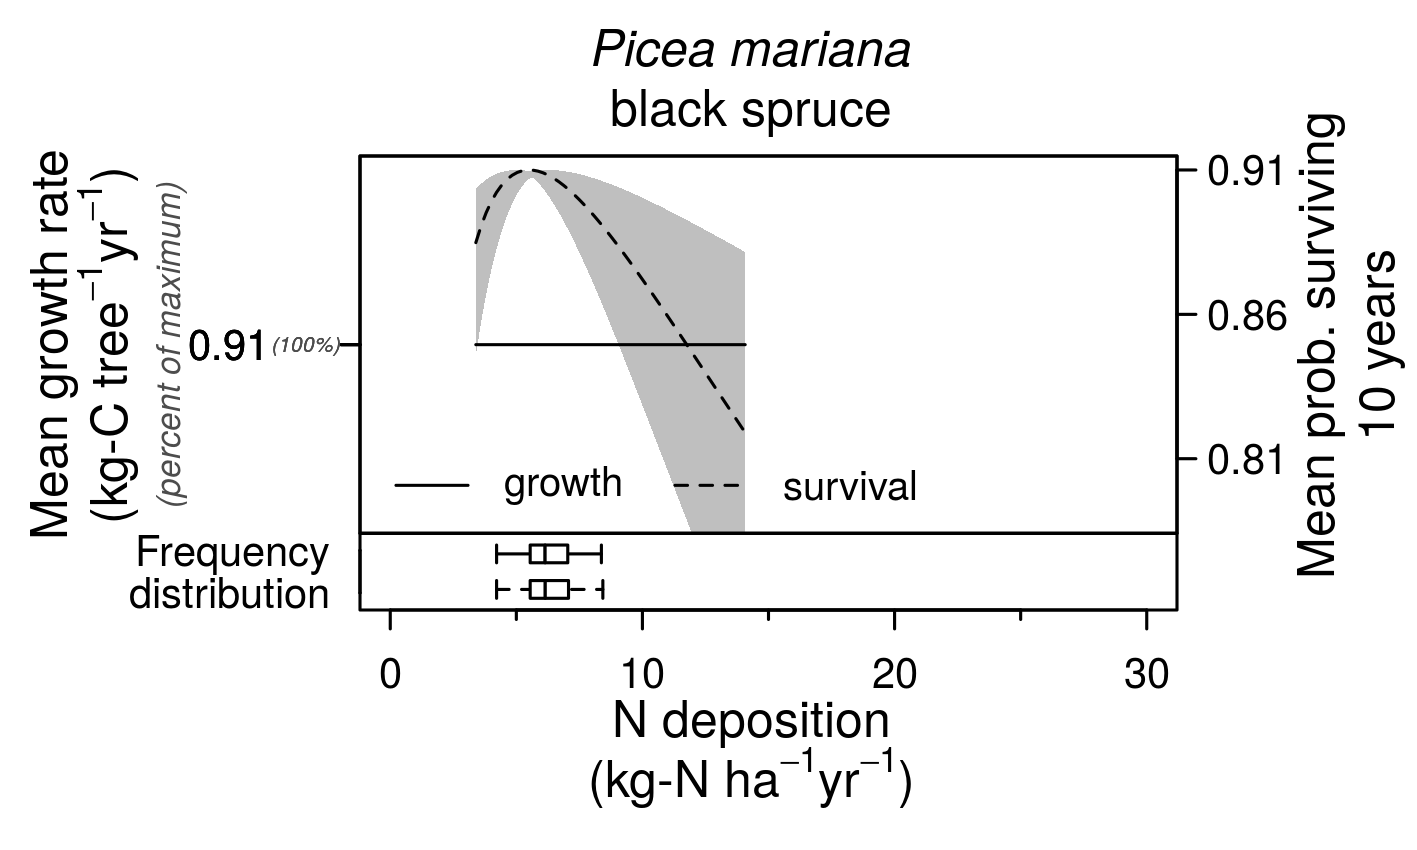 Picea mariana
black spruce
Mean growth rate
(kg-C tree⁻¹yr⁻¹)
(percent of maximum)
0.91 (100%)
0.91
0.86
0.81
Mean prob. surviving
10 years
growth
survival
Frequency
distribution
0 10 20 30
N deposition
(kg-N ha⁻¹yr⁻¹)